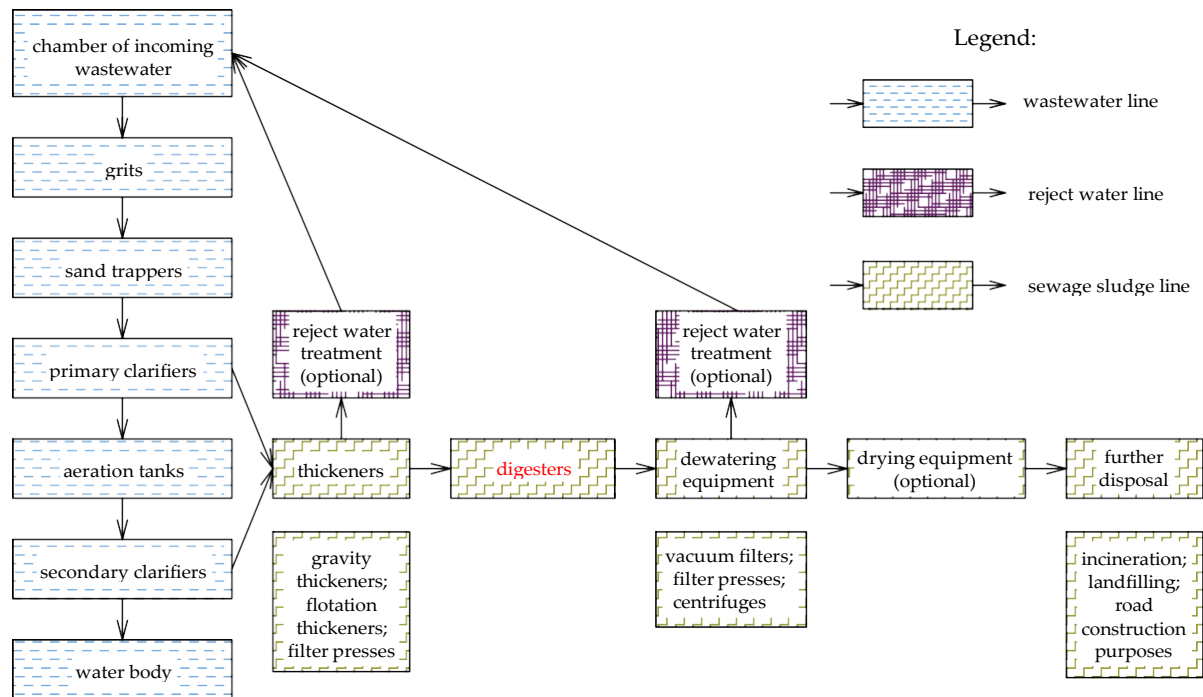 chamber of incoming
wastewater
grits
sand trappers
primary clarifiers
aeration tanks
secondary clarifiers
water body
reject water
treatment
(optional)
thickeners
gravity
thickeners;
flotation
thickeners;
filter presses
digesters
reject water
treatment
(optional)
dewatering
equipment
vacuum filters;
filter presses;
centrifuges
drying equipment
(optional)
further
disposal
incineration;
landfilling;
road
construction
purposes
Legend:
wastewater line
reject water line
sewage sludge line